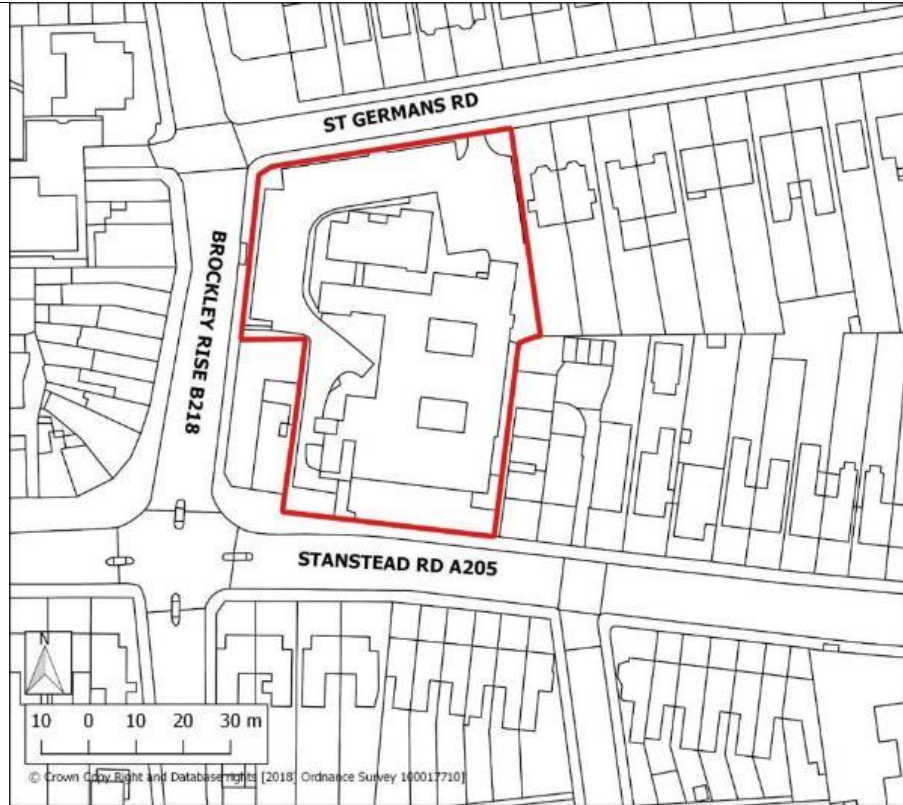 ST GERMANS RD
BROCKLEY RISE B218
STANSTEAD RD A205
N
10 0 10 20 30 m
© Crown Copy Right and Database rights [2018] Ordnance Survey 100017710]